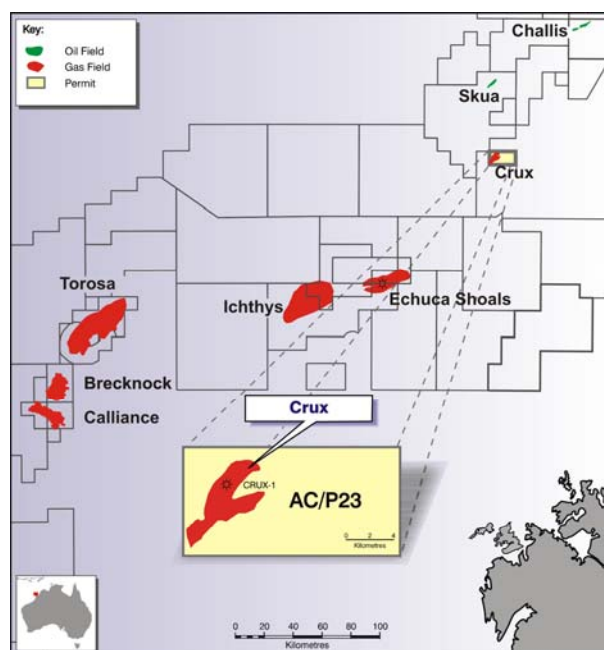 Key:
Oil Field
Gas Field
Permit
Challis
Skua
Crux
Torosa
Ichthys
Echuca Shoals
Brecknock
Calliance
Crux
CRUX-1
AC/P23
0 2 4
Kilometres
0 20 40 60 80 100
Kilometres